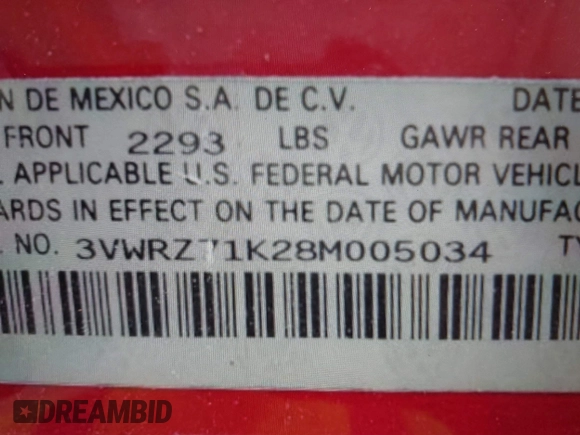 N DE MEXICO S.A. DE C.V. DATE
FRONT 2293 LBS GAWR REAR
APPLICABLE U.S. FEDERAL MOTOR VEHICL
ARDS IN EFFECT ON THE DATE OF MANUFAC
. NO. 3VWRZ71K28M005034 TY
DREAMBID